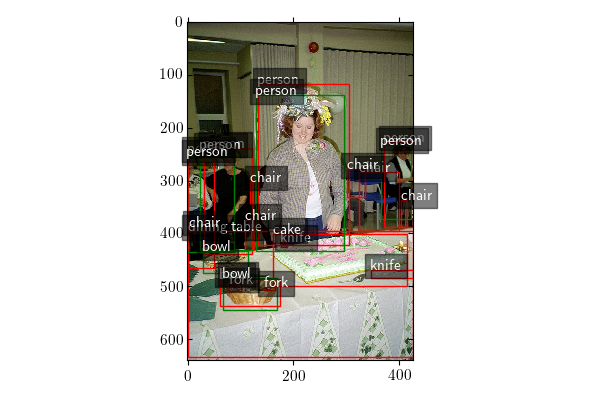 0
100
person
person
200
person
person
person
person
chair
chair
300
chair
chair
chair
chair
dining table
cake
400
knife
bowl
knife
bowl
fork
fork
500
600
0
200
400